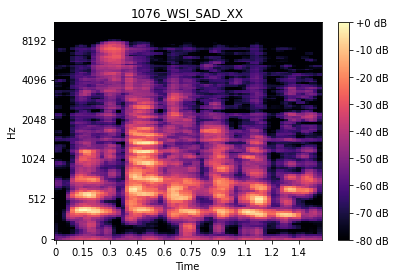 1076_WSI_SAD_XX
+0 dB
8192
-10 dB
4096
-20 dB
-30 dB
2048
Hz
-40 dB
1024
-50 dB
512
-60 dB
-70 dB
0
-80 dB
0 0.15 0.3 0.45 0.6 0.75 0.9 1.1 1.2 1.4
Time